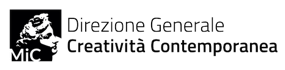 MiC
Direzione Generale
Creatività Contemporanea